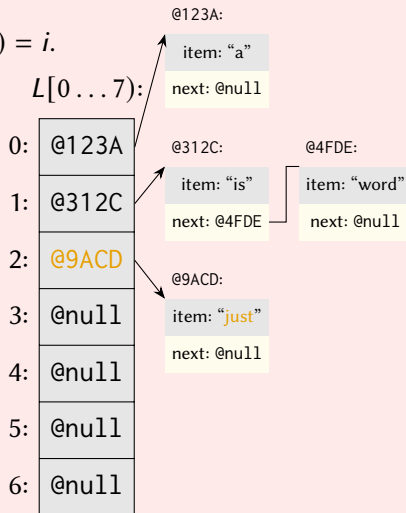 ) = i.
L[0 . . . 7):
0: @123A
1: @312C
2: @9ACD
3: @null
4: @null
5: @null
6: @null
@123A:
item: “a”
next: @null
@312C:
item: “is”
next: @4FDE
@4FDE:
item: “word”
next: @null
@9ACD:
item: “just”
next: @null